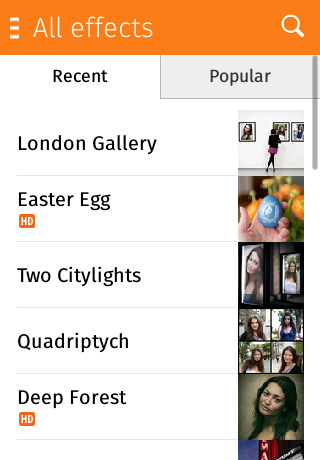 All effects
Recent
Popular
London Gallery
Easter Egg
HD
Two Citylights
Quadriptych
Deep Forest
HD